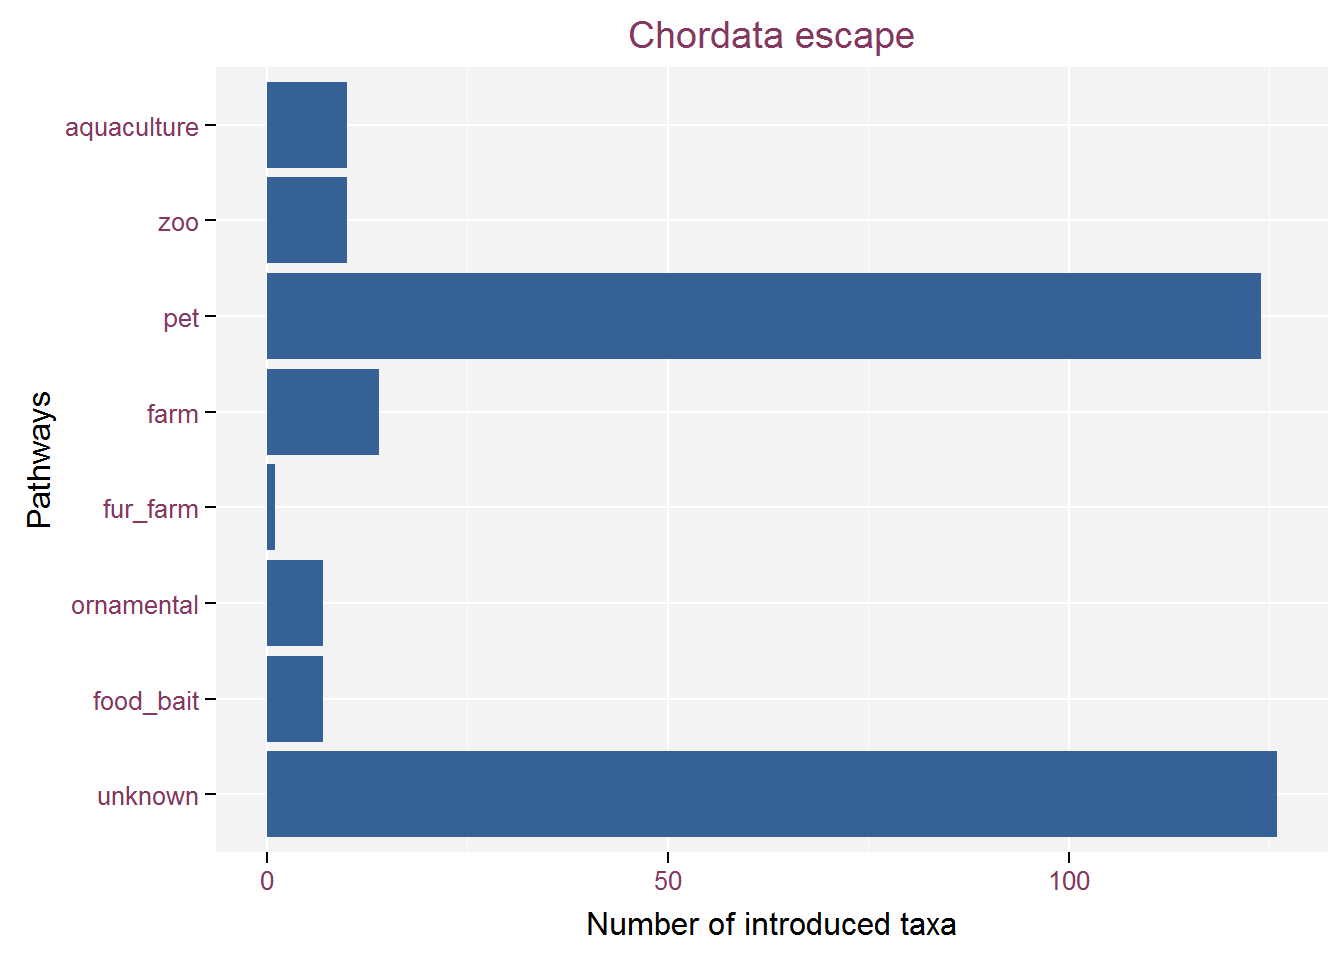 Chordata escape
aquaculture
zoo
pet
farm
fur_farm
ornamental
food_bait
unknown
Pathways
0 50 100
Number of introduced taxa